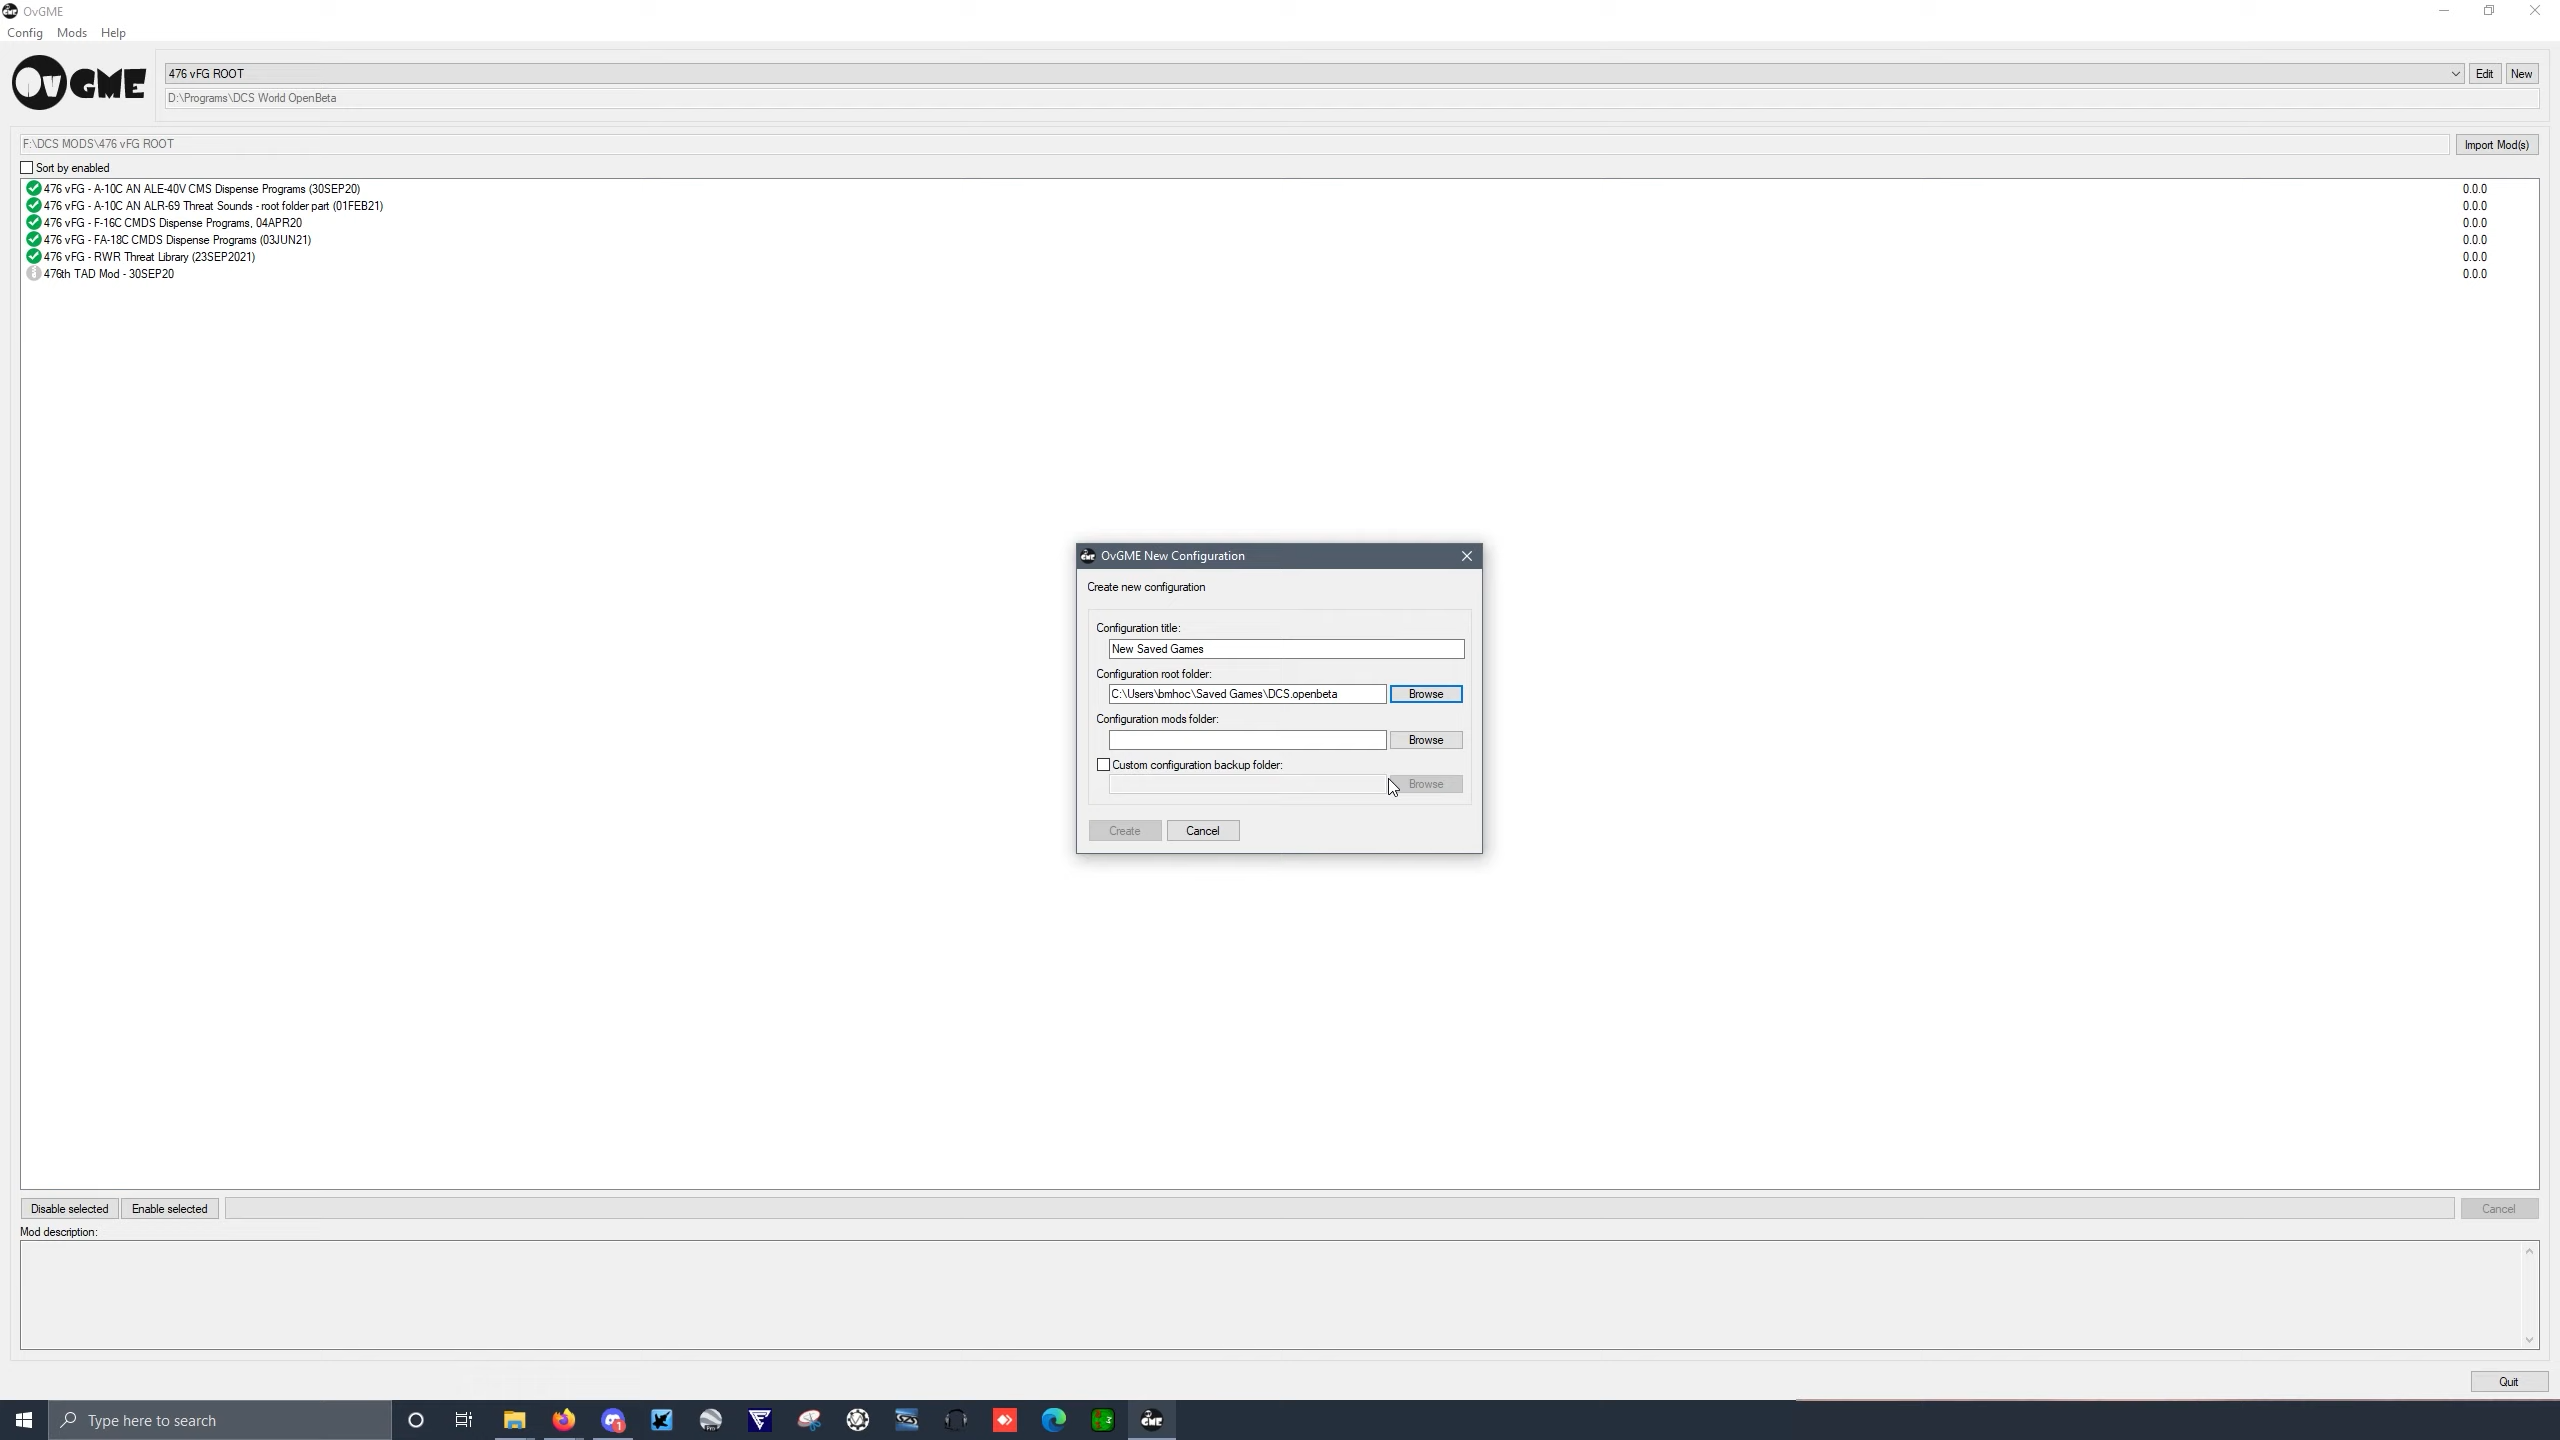 OvGME
Config Mods Help
OvGME
476 vFG ROOT
Edit New
D:\Programs\DCS World OpenBeta
F:\DCS MODS\476 vFG ROOT
Import Mod(s)
Sort by enabled
476 vFG - A-10C AN ALE-40V CMS Dispense Programs (30SEP20) 0.0.0
476 vFG - A-10C AN ALR-69 Threat Sounds - root folder part (01FEB21) 0.0.0
476 vFG - F-16C CMDS Dispense Programs, 04APR20 0.0.0
476 vFG - FA-18C CMDS Dispense Programs (03JUN21) 0.0.0
476 vFG - RWR Threat Library (23SEP2021) 0.0.0
476th TAD Mod - 30SEP20 0.0.0
OvGME New Configuration
Create new configuration
Configuration title:
New Saved Games
Configuration root folder:
C:\Users\bmhoc\Saved Games\DCS.openbeta Browse
Configuration mods folder:
Browse
Custom configuration backup folder:
Browse
Create Cancel
Disable selected Enable selected Cancel
Mod description:
Quit
Type here to search